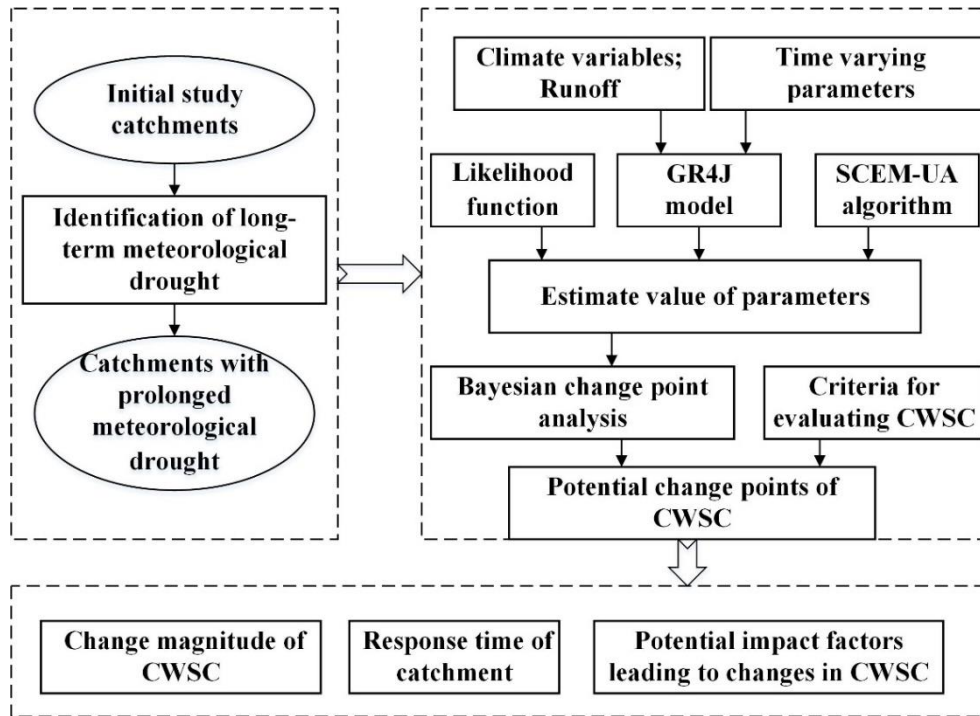 Initial study
catchments
Identification of long-
term meteorological
drought
Catchments with
prolonged
meteorological
drought
Climate variables;
Runoff
Time varying
parameters
Likelihood
function
GR4J
model
SCEM-UA
algorithm
Estimate value of parameters
Bayesian change point
analysis
Criteria for
evaluating CWSC
Potential change points of
CWSC
Change magnitude of
CWSC
Response time of
catchment
Potential impact factors
leading to changes in CWSC